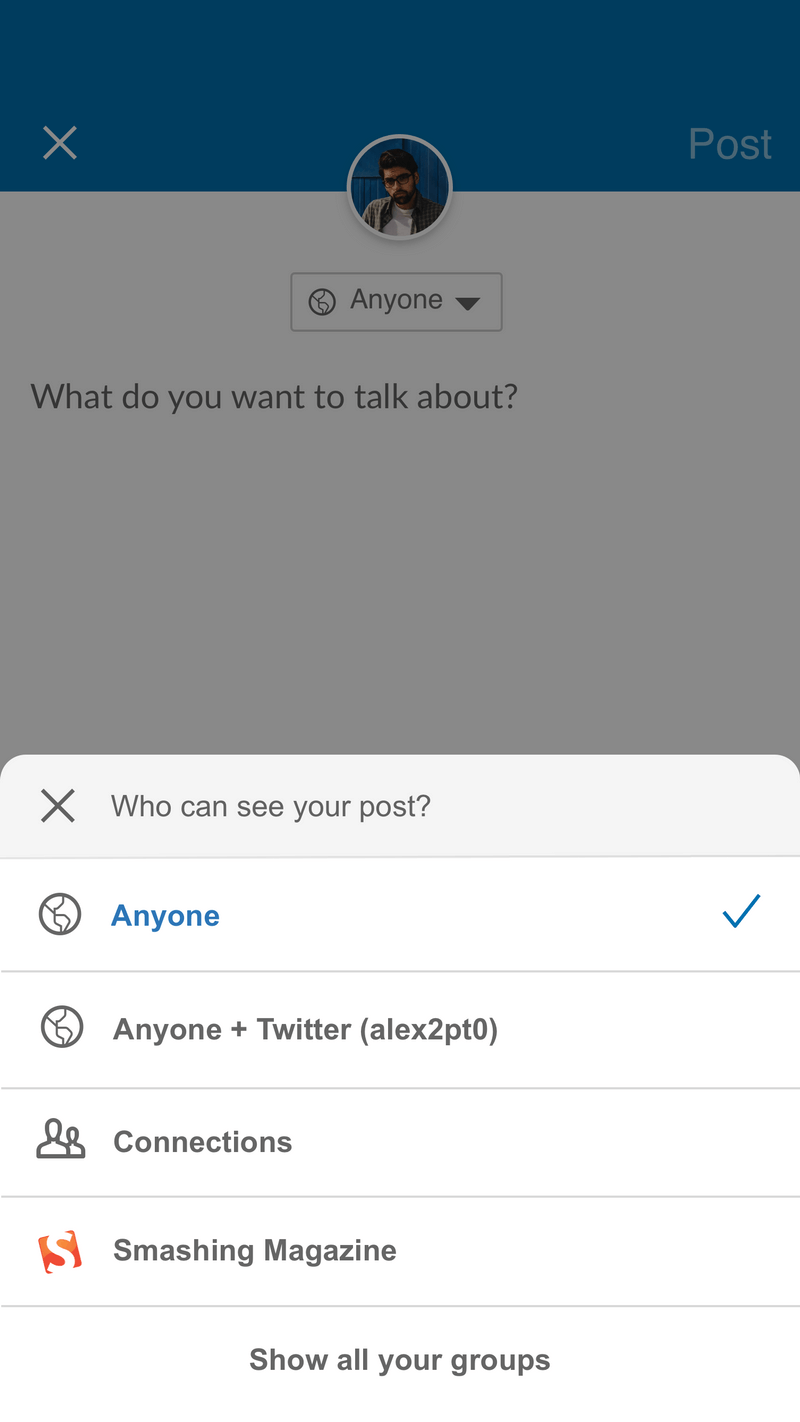 Post
Anyone
What do you want to talk about?
Who can see your post?
Anyone
Anyone + Twitter (alex2pt0)
Connections
Smashing Magazine
Show all your groups